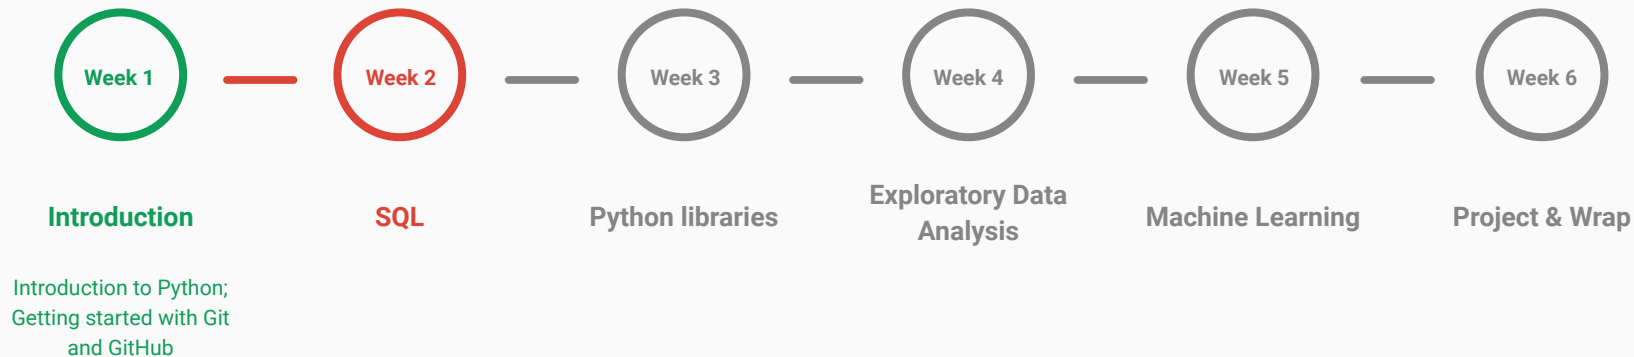 Week 1
Week 2
Week 3
Week 4
Week 5
Week 6
Introduction
SQL
Python libraries
Exploratory Data
Analysis
Machine Learning
Project & Wrap
Introduction to Python;
Getting started with Git
and GitHub